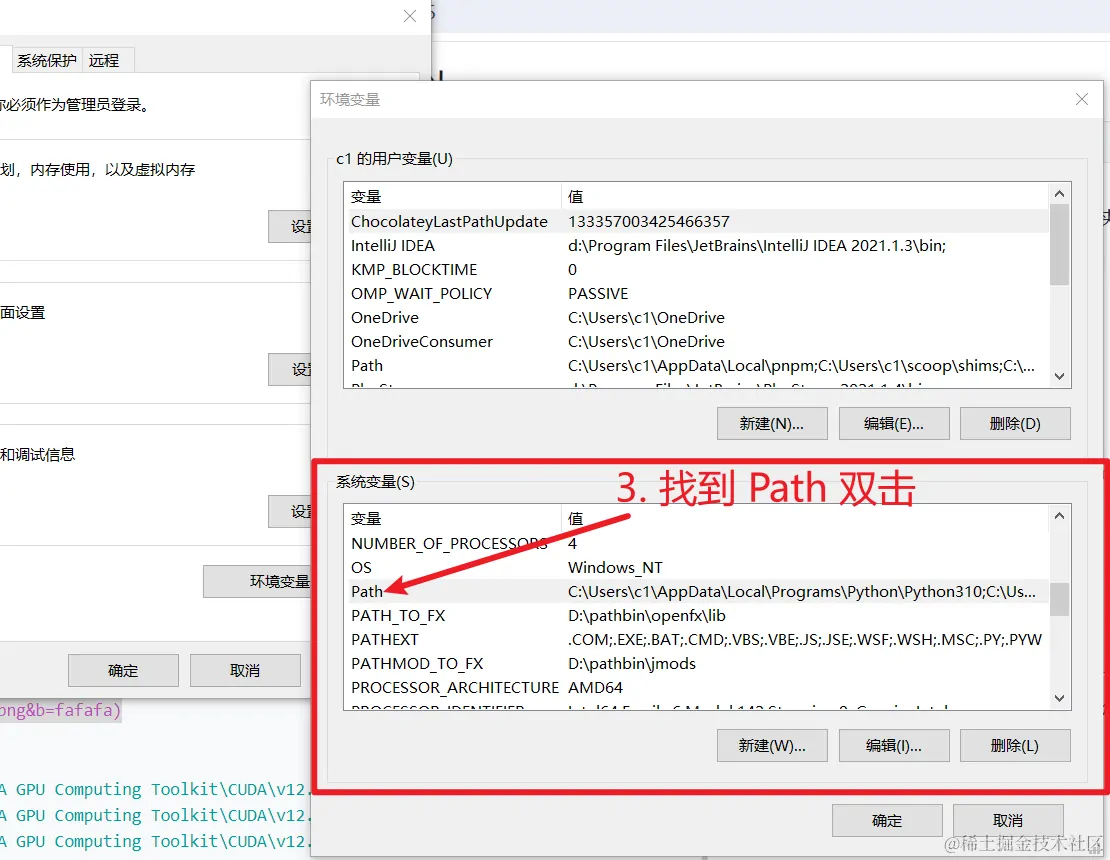 系统保护 远程
你必须作为管理员登录。
划，内存使用，以及虚拟内存
设置
面设置
设置
和调试信息
设置
环境变量
确定 取消
png&b=fafafa)
A GPU Computing Toolkit\CUDA\v12.
A GPU Computing Toolkit\CUDA\v12.
A GPU Computing Toolkit\CUDA\v12.
环境变量
c1 的用户变量(U)
变量 值
ChocolateyLastPathUpdate 133357003425466357
IntelliJ IDEA d:\Program Files\JetBrains\IntelliJ IDEA 2021.1.3\bin;
KMP_BLOCKTIME 0
OMP_WAIT_POLICY PASSIVE
OneDrive C:\Users\c1\OneDrive
OneDriveConsumer C:\Users\c1\OneDrive
Path C:\Users\c1\AppData\Local\pnpm;C:\Users\c1\scoop\shims;C:\...
新建(N)... 编辑(E)... 删除(D)
系统变量(S)
3. 找到 Path 双击
变量 值
NUMBER_OF_PROCESSORS 4
OS Windows_NT
Path C:\Users\c1\AppData\Local\Programs\Python\Python310;C:\Us...
PATH_TO_FX D:\pathbin\openfx\lib
PATHEXT .COM;.EXE;.BAT;.CMD;.VBS;.VBE;.JS;.JSE;.WSF;.WSH;.MSC;.PY;.PYW
PATHMOD_TO_FX D:\pathbin\jmods
PROCESSOR_ARCHITECTURE AMD64
新建(W)... 编辑(I)... 删除(L)
确定 取消
@稀土掘金技术社区